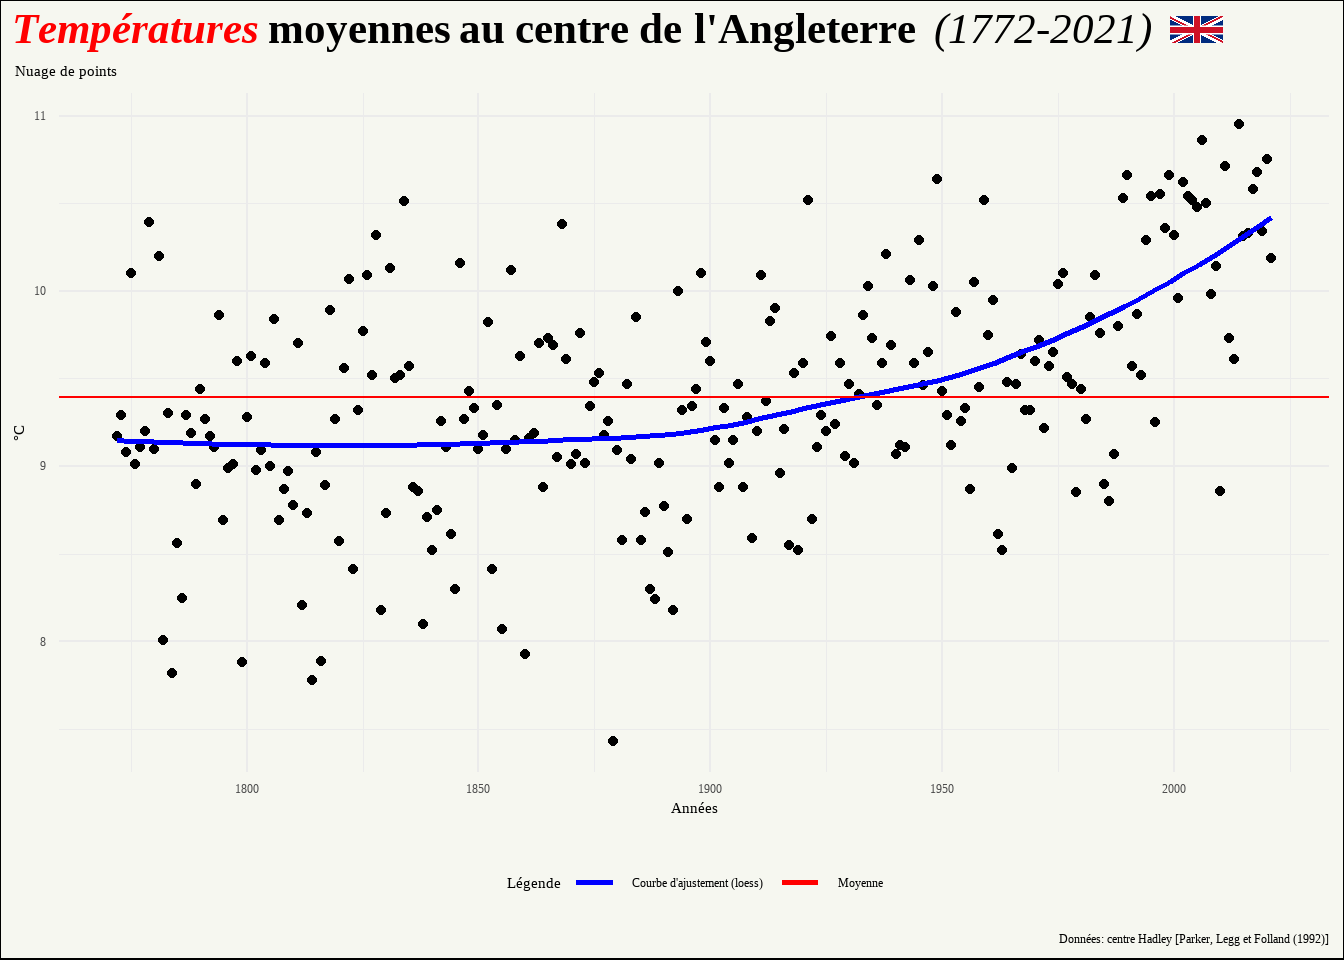 Températures moyennes au centre de l'Angleterre (1772-2021)
Nuage de points
11
10
9
8
°C
1800 1850 1900 1950 2000
Années
Légende Courbe d'ajustement (loess) Moyenne
Données: centre Hadley [Parker, Legg et Folland (1992)]